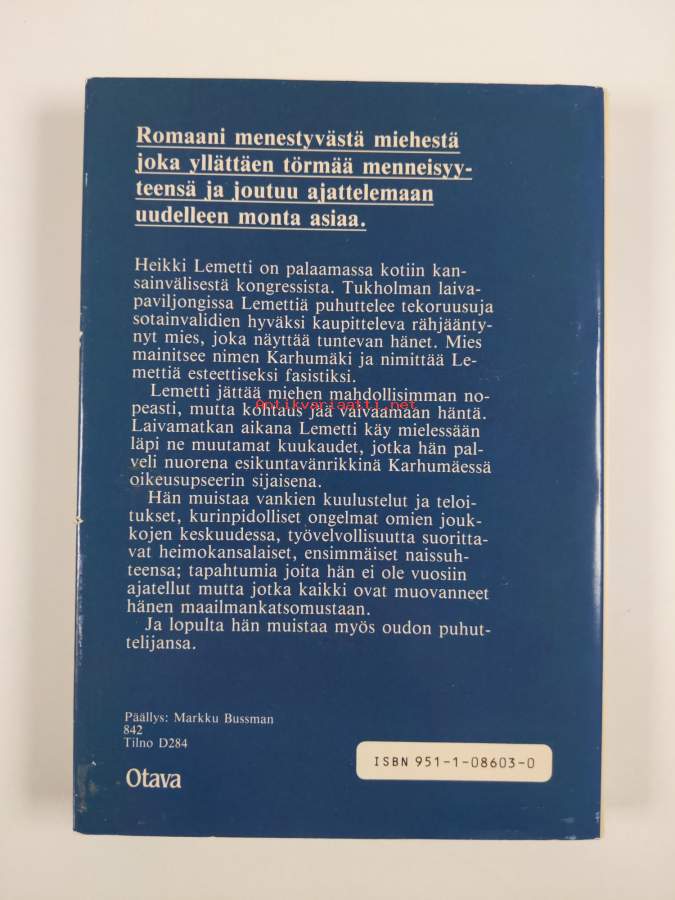 Romaani menestyvästä miehestä
joka yllättäen törmää menneisyy-
teensä ja joutuu ajattelemaan
uudelleen monta asiaa.
Heikki Lemetti on palaamassa kotiin kan-
sainvälisestä kongressista. Tukholman laiva-
paviljongissa Lemettiä puhuttelee tekoruusuja
sotainvalidien hyväksi kaupitteleva rähjäänty-
nyt mies, joka näyttää tuntevan hänet. Mies
mainitsee nimen Karhumäki ja nimittää Le-
mettiä esteettiseksi fasistiksi.
Lemetti jättää miehen mahdollisimman no-
peasti, mutta kohtaus jää vaivaamaan häntä.
Antikvariaatti.net
Laivamatkan aikana Lemetti käy mielessään
läpi ne muutamat kuukaudet, jotka hän pal-
veli nuorena esikuntavänrikkinä Karhumäessä
oikeusupseerin sijaisena.
Hän muistaa vankien kuulustelut ja teloi-
tukset, kurinpidolliset ongelmat omien jouk-
kojen keskuudessa, työvelvollisuutta suoritta-
vat heimokansalaiset, ensimmäiset naissuh-
teensa; tapahtumia joita hän ei ole vuosiin
ajatellut mutta jotka kaikki ovat muovanneet
hänen maailmankatsomustaan.
Ja lopulta hän muistaa myös oudon puhut-
telijansa.
Päällys: Markku Bussman
842
Tilno D284
ISBN 951-1-08603-0
Otava